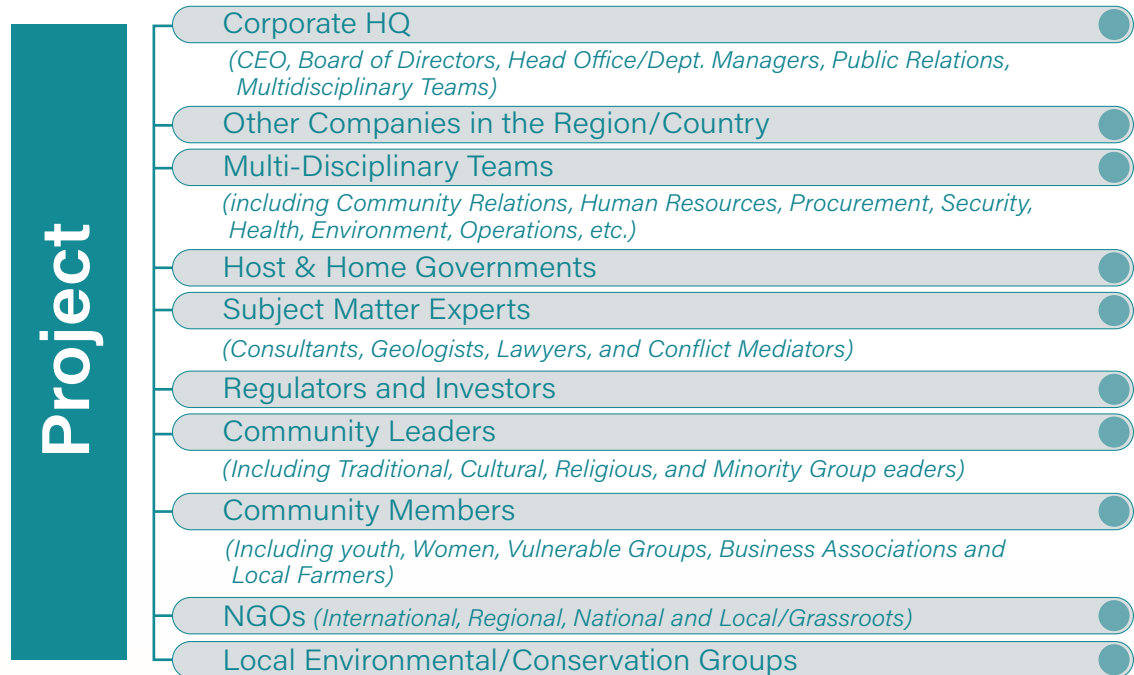 Project
Corporate HQ
(CEO, Board of Directors, Head Office/Dept. Managers, Public Relations,
Multidisciplinary Teams)
Other Companies in the Region/Country
Multi-Disciplinary Teams
(including Community Relations, Human Resources, Procurement, Security,
Health, Environment, Operations, etc.)
Host & Home Governments
Subject Matter Experts
(Consultants, Geologists, Lawyers, and Conflict Mediators)
Regulators and Investors
Community Leaders
(Including Traditional, Cultural, Religious, and Minority Group eaders)
Community Members
(Including youth, Women, Vulnerable Groups, Business Associations and
Local Farmers)
NGOs (International, Regional, National and Local/Grassroots)
Local Environmental/Conservation Groups